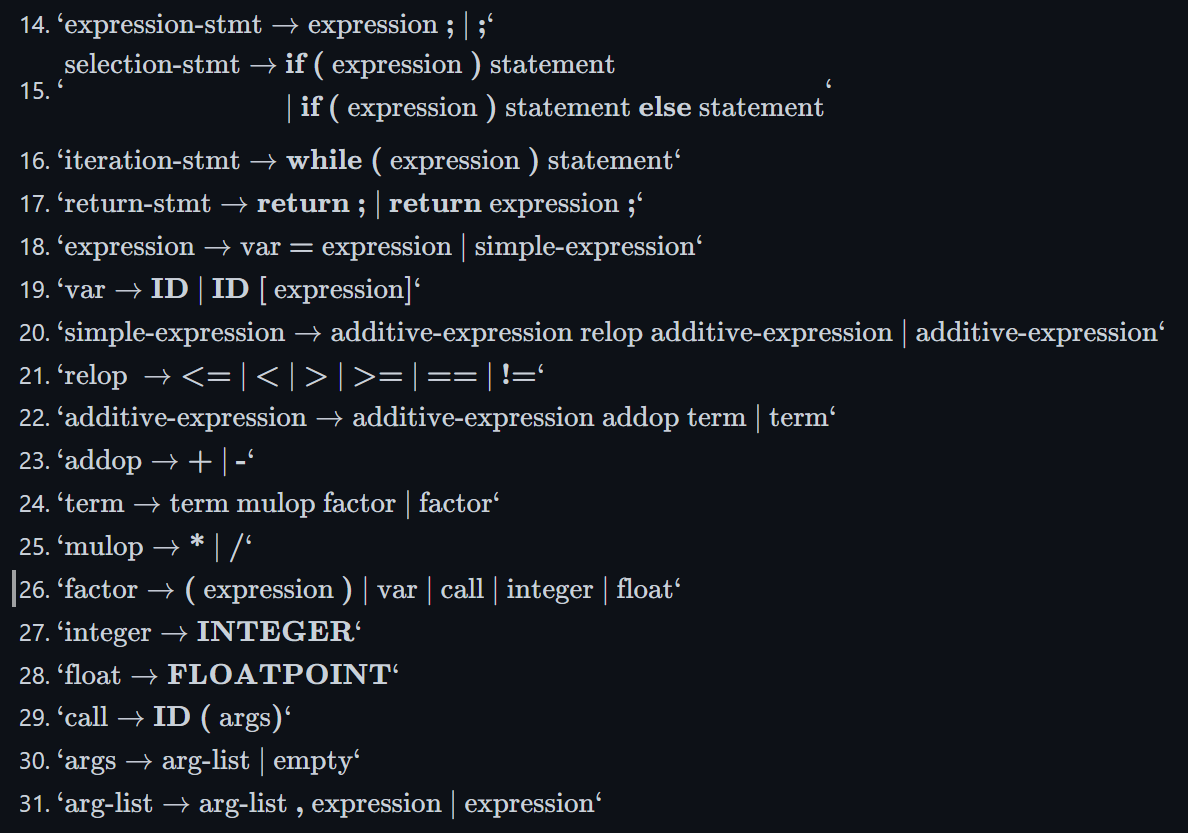 14. ‘expression-stmt → expression ; | ;‘
15. ‘selection-stmt → if ( expression ) statement
| if ( expression ) statement else statement‘
16. ‘iteration-stmt → while ( expression ) statement‘
17. ‘return-stmt → return ; | return expression ;‘
18. ‘expression → var = expression | simple-expression‘
19. ‘var → ID | ID [ expression]‘
20. ‘simple-expression → additive-expression relop additive-expression | additive-expression‘
21. ‘relop → <= | < | > | >= | == | !=‘
22. ‘additive-expression → additive-expression addop term | term‘
23. ‘addop → + | -‘
24. ‘term → term mulop factor | factor‘
25. ‘mulop → * | /‘
26. ‘factor → ( expression ) | var | call | integer | float‘
27. ‘integer → INTEGER‘
28. ‘float → FLOATPOINT‘
29. ‘call → ID ( args)‘
30. ‘args → arg-list | empty‘
31. ‘arg-list → arg-list , expression | expression‘